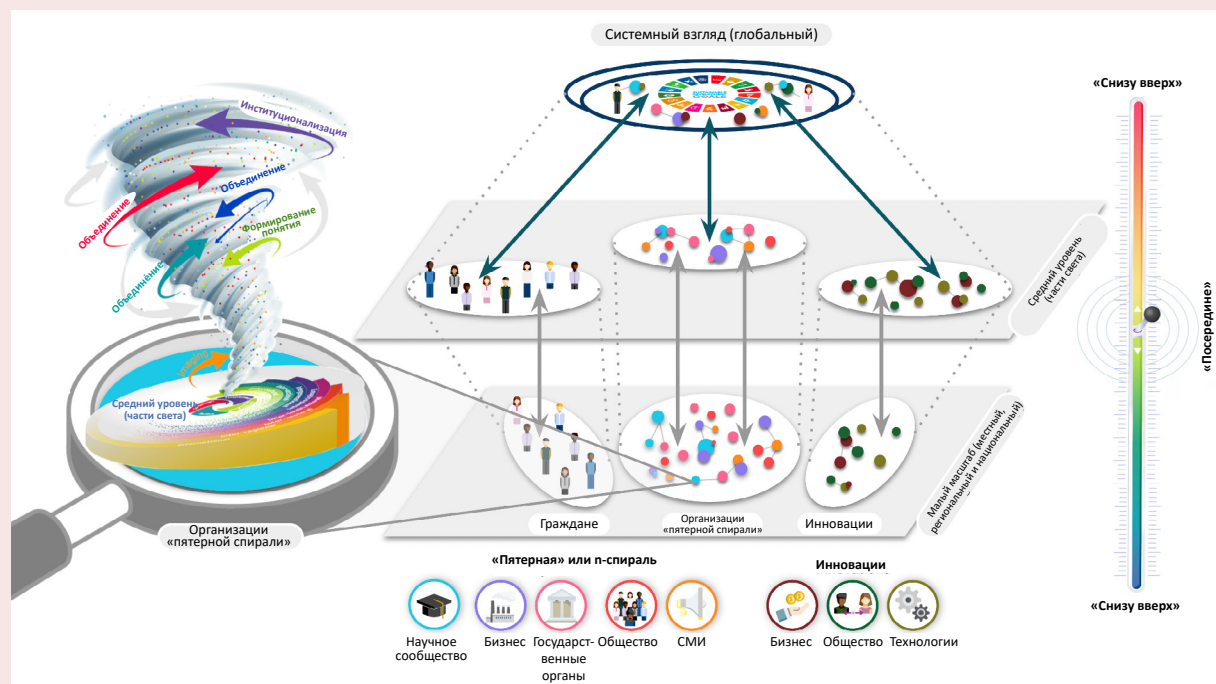 Системный взгляд (глобальный)
Институционализация
Объединение
Объединение
Формирование
понятия
Объединение
Средний уровень
(части света)
Организации
«пятерной спирали»
Средний уровень
(части света)
Малый масштаб (местный,
региональный и национальный)
Граждане
Организации
«пятерной спирали»
Инновации
«Снизу вверх»
«Посередине»
«Снизу вверх»
«Пятерная» или n-спираль
Научное
сообщество
Бизнес
Государст-
венные
органы
Общество
СМИ
Инновации
Бизнес
Общество
Технологии